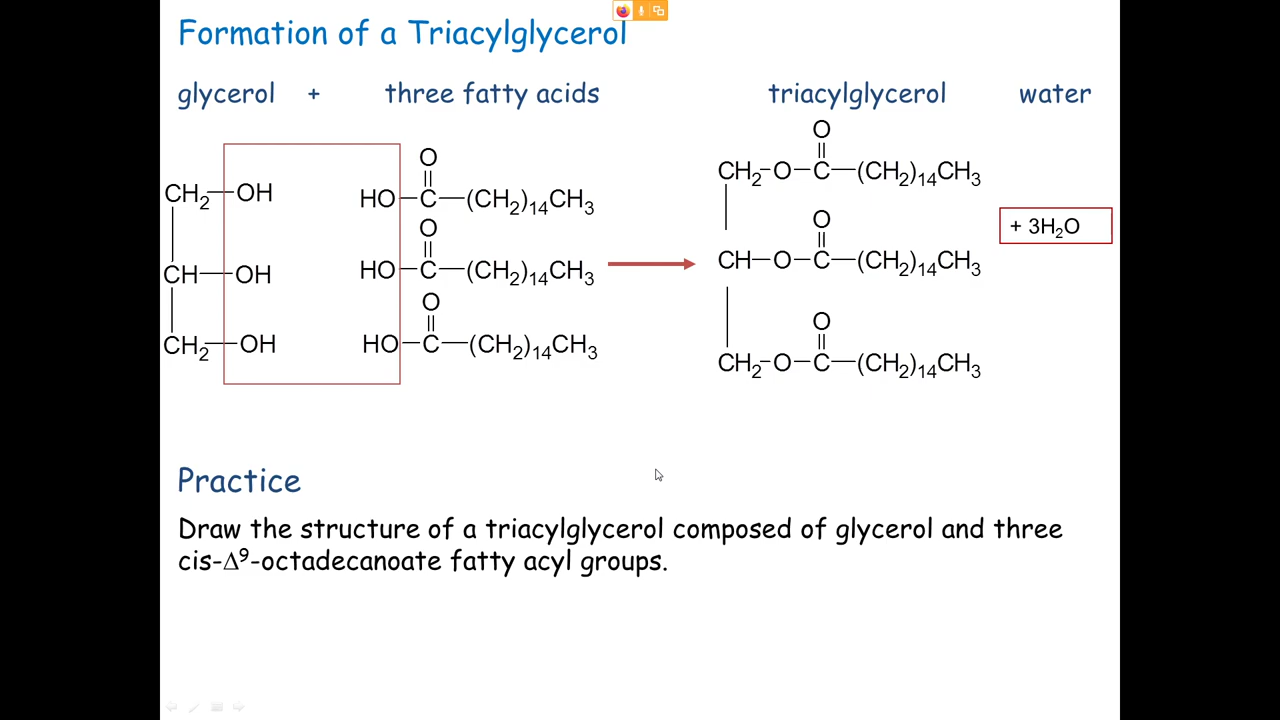 Formation of a Triacylglycerol
glycerol + three fatty acids triacylglycerol water
CH₂—OH HO—C—(CH₂)₁₄CH₃ CH₂–O—C—(CH₂)₁₄CH₃
O O
+ 3H₂O
CH—OH HO—C—(CH₂)₁₄CH₃ CH—O—C—(CH₂)₁₄CH₃
O O
CH₂—OH HO—C—(CH₂)₁₄CH₃ CH₂–O—C—(CH₂)₁₄CH₃
O O
Practice
Draw the structure of a triacylglycerol composed of glycerol and three
cis-Δ⁹-octadecanoate fatty acyl groups.